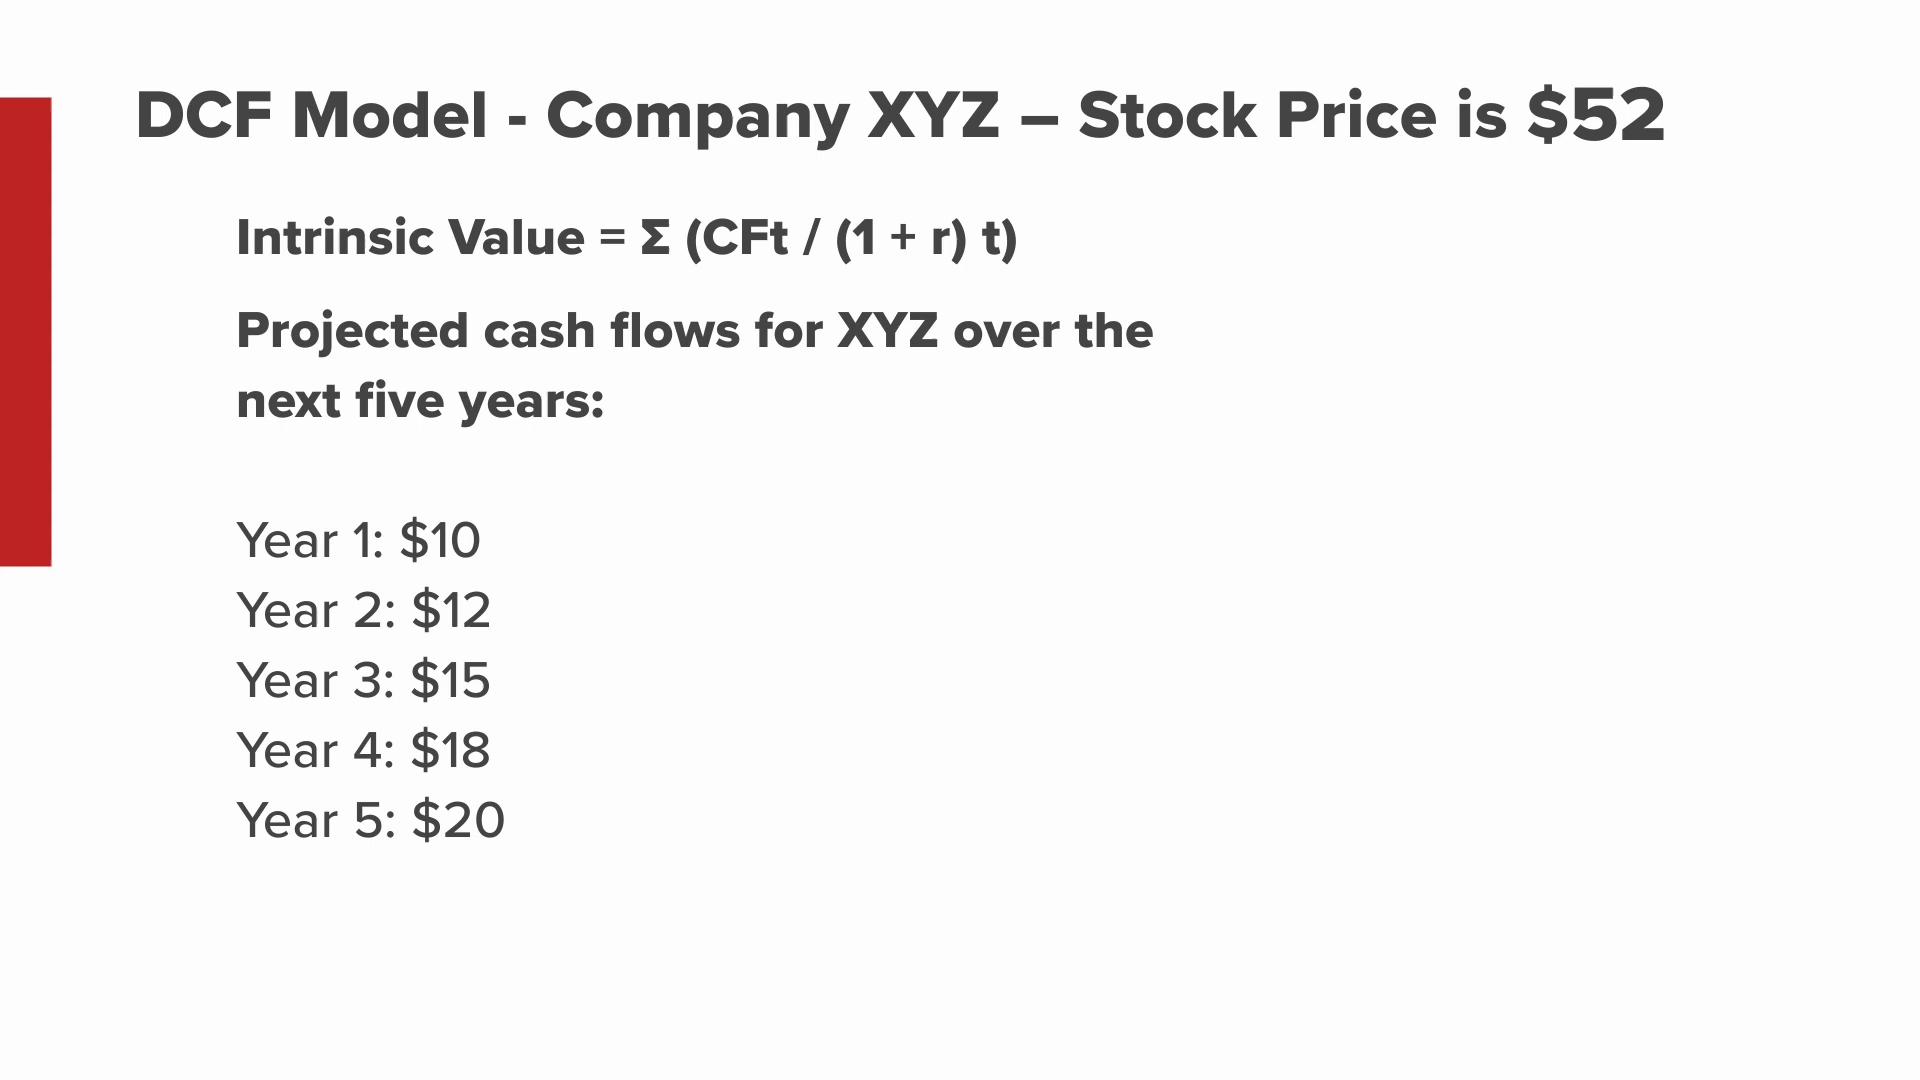 DCF Model - Company XYZ – Stock Price is $52
Intrinsic Value = Σ (CFt / (1 + r) t)
Projected cash flows for XYZ over the
next five years:
Year 1: $10
Year 2: $12
Year 3: $15
Year 4: $18
Year 5: $20